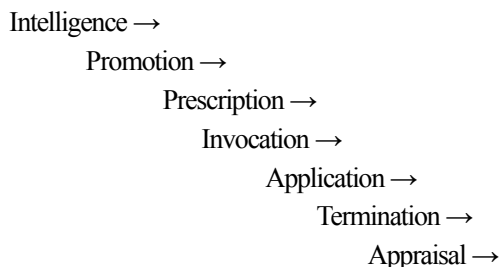 Intelligence →
Promotion →
Prescription →
Invocation →
Application →
Termination →
Appraisal →